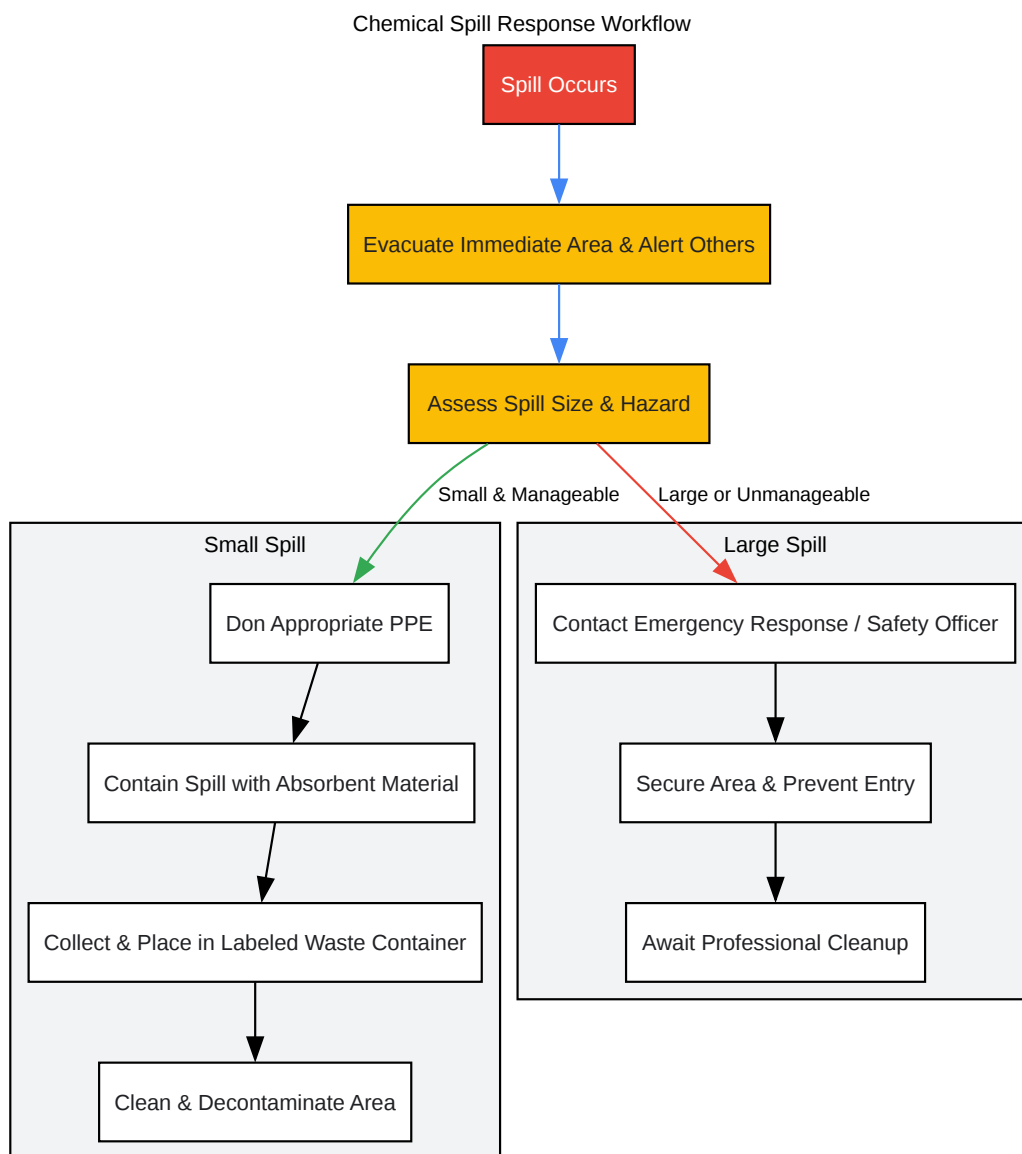 Chemical Spill Response Workflow
Spill Occurs
Evacuate Immediate Area & Alert Others
Assess Spill Size & Hazard
Small & Manageable
Large or Unmanageable
Small Spill
Don Appropriate PPE
Contain Spill with Absorbent Material
Collect & Place in Labeled Waste Container
Clean & Decontaminate Area
Large Spill
Contact Emergency Response / Safety Officer
Secure Area & Prevent Entry
Await Professional Cleanup